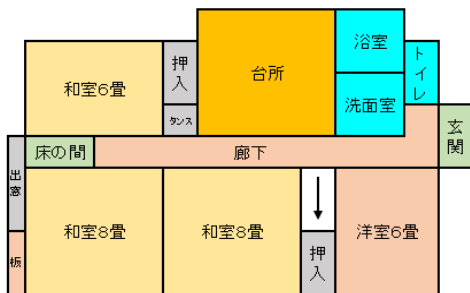 浴室
トイレ
台所
押入
和室6畳
洗面室
タンス
玄関
床の間
廊下
出窓
和室8畳
和室8畳
洋室6畳
押入
板